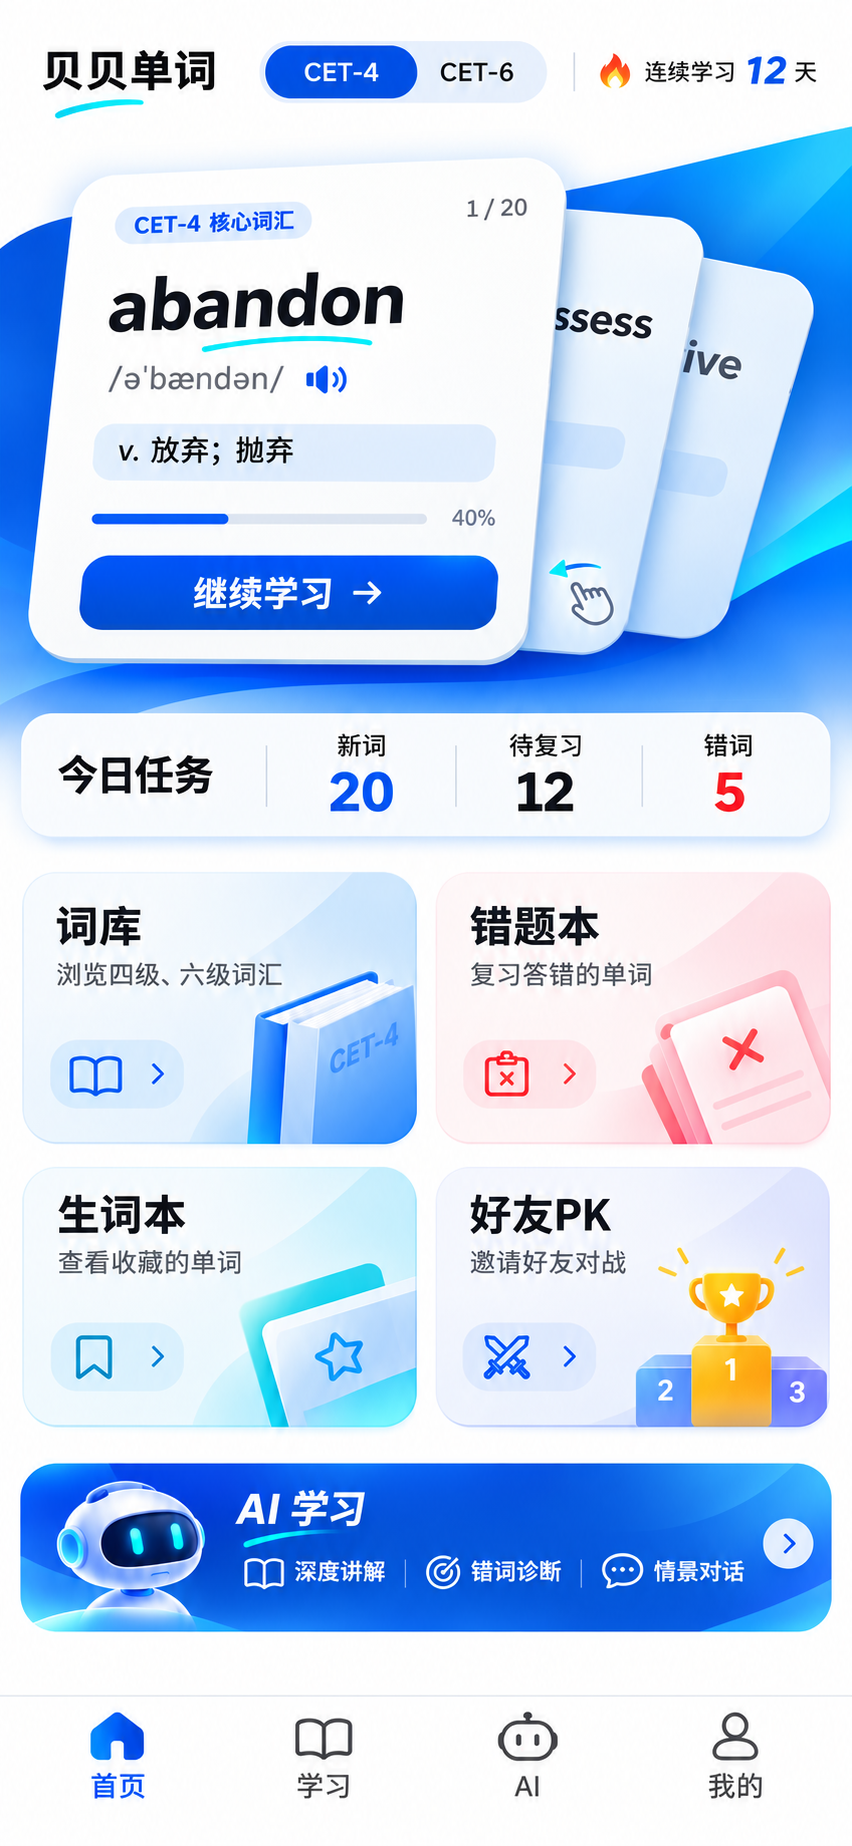 贝贝单词
CET-4 CET-6
连续学习 12 天
CET-4 核心词汇
1 / 20
abandon
/ə'bændən/
v. 放弃；抛弃
40%
继续学习 →
ssess
ive
今日任务
新词 20
待复习 12
错词 5
词库
浏览四级、六级词汇
CET-4
错题本
复习答错的单词
生词本
查看收藏的单词
好友PK
邀请好友对战
2 1 3
AI 学习
深度讲解 错词诊断 情景对话
首页 学习 AI 我的